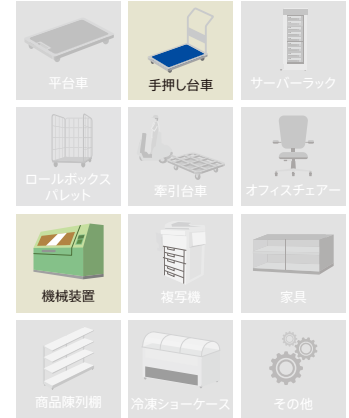 平台車
手押し台車
サーバーラック
ロールボックス
パレット
牽引台車
オフィスチェアー
機械装置
複写機
家具
商品陳列棚
冷凍ショーケース
その他